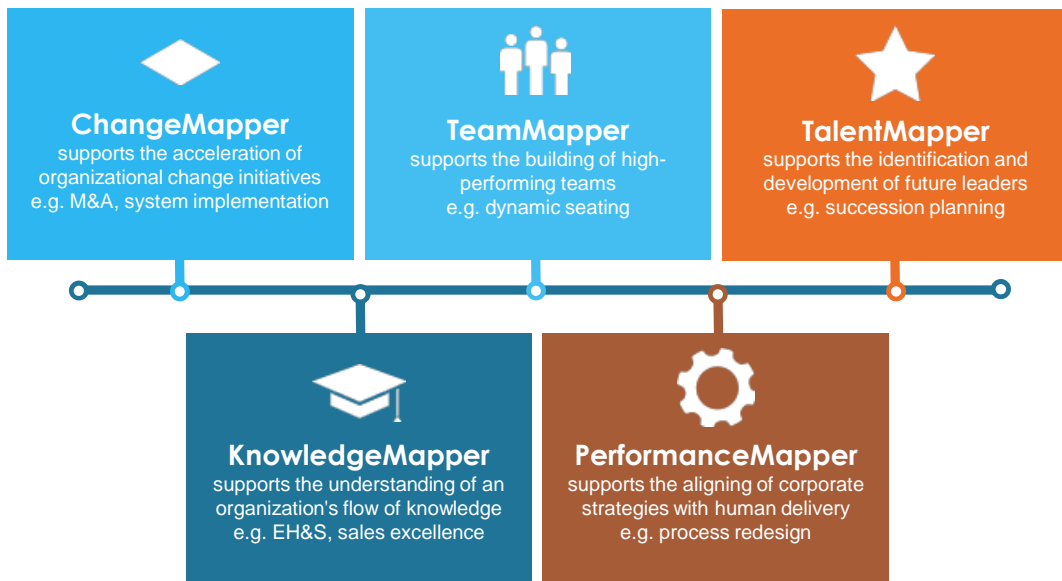 ChangeMapper
supports the acceleration of
organizational change initiatives
e.g. M&A, system implementation
TeamMapper
supports the building of high-
performing teams
e.g. dynamic seating
TalentMapper
supports the identification and
development of future leaders
e.g. succession planning
KnowledgeMapper
supports the understanding of an
organization's flow of knowledge
e.g. EH&S, sales excellence
PerformanceMapper
supports the aligning of corporate
strategies with human delivery
e.g. process redesign